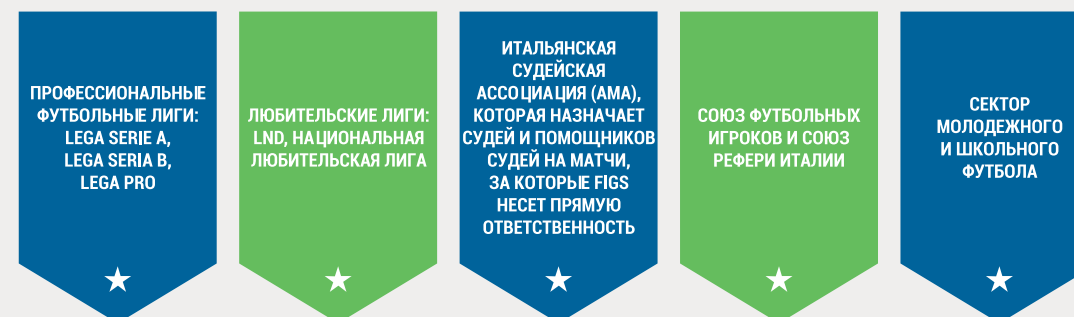 ПРОФЕССИОНАЛЬНЫЕ
ФУТБОЛЬНЫЕ ЛИГИ:
LEGA SERIE A,
LEGA SERIA B,
LEGA PRO
ЛЮБИТЕЛЬСКИЕ ЛИГИ:
LND, НАЦИОНАЛЬНАЯ
ЛЮБИТЕЛЬСКАЯ ЛИГА
ИТАЛЬЯНСКАЯ
СУДЕЙСКАЯ
АССОЦИАЦИЯ (AMA),
КОТОРАЯ НАЗНАЧАЕТ
СУДЕЙ И ПОМОЩНИКОВ
СУДЕЙ НА МАТЧИ,
ЗА КОТОРЫЕ FIGS
НЕСЕТ ПРЯМУЮ
ОТВЕТСТВЕННОСТЬ
СОЮЗ ФУТБОЛЬНЫХ
ИГРОКОВ И СОЮЗ
РЕФЕРИ ИТАЛИИ
СЕКТОР
МОЛОДЕЖНОГО
И ШКОЛЬНОГО
ФУТБОЛА